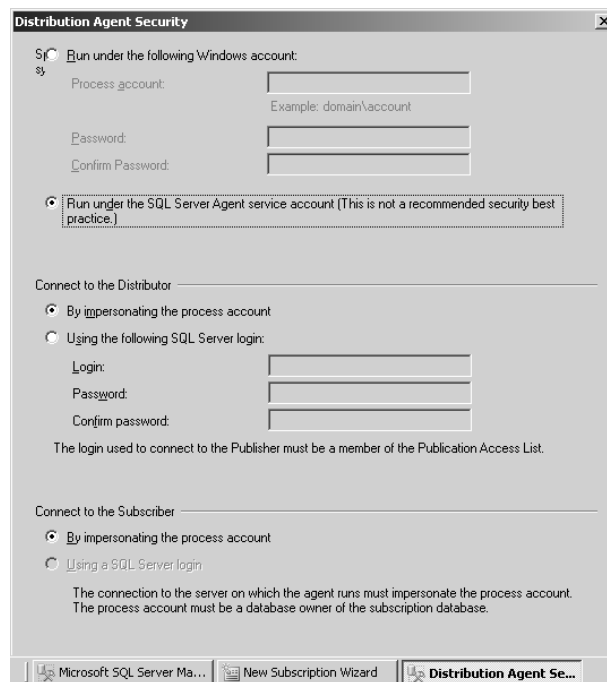 Distribution Agent Security
Run under the following Windows account:
Process account:
Example: domain\account
Password:
Confirm Password:
Run under the SQL Server Agent service account (This is not a recommended security best
practice.)
Connect to the Distributor
By impersonating the process account
Using the following SQL Server login:
Login:
Password:
Confirm password:
The login used to connect to the Publisher must be a member of the Publication Access List.
Connect to the Subscriber
By impersonating the process account
Using a SQL Server login
The connection to the server on which the agent runs must impersonate the process account.
The process account must be a database owner of the subscription database.
Microsoft SQL Server Ma... New Subscription Wizard Distribution Agent Se...